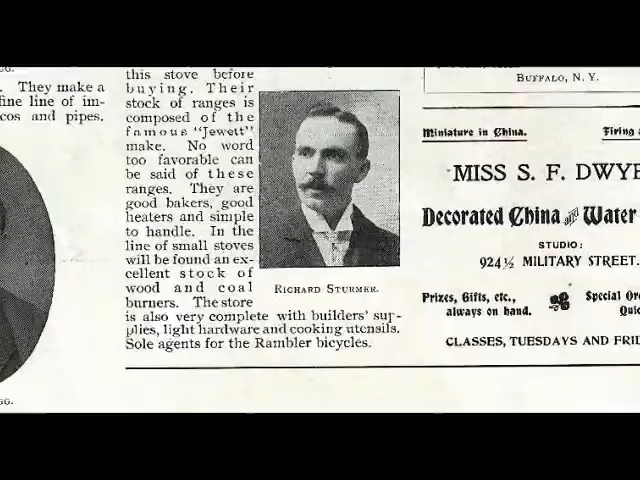 GG.
. They make a
fine line of im-
cos and pipes.
GG.
this stove before
buying. Their
stock of ranges is
composed of the
famous "Jewett"
make. No word
too favorable can
be said of these
ranges. They are
good bakers, good
heaters and simple
to handle. In the
line of small stoves
will be found an ex-
cellent stock of
wood and coal
burners. The store
is also very complete with builders' sup-
plies, light hardware and cooking utensils.
Sole agents for the Rambler bicycles.
RICHARD STURMER.
BUFFALO, N. Y.
Miniature in China.
Firing
MISS S. F. DWYE
Decorated China and Water
STUDIO:
924½ MILITARY STREET.
Prizes, Gifts, etc.,
always on hand.
Special Or
Quic
CLASSES, TUESDAYS AND FRI